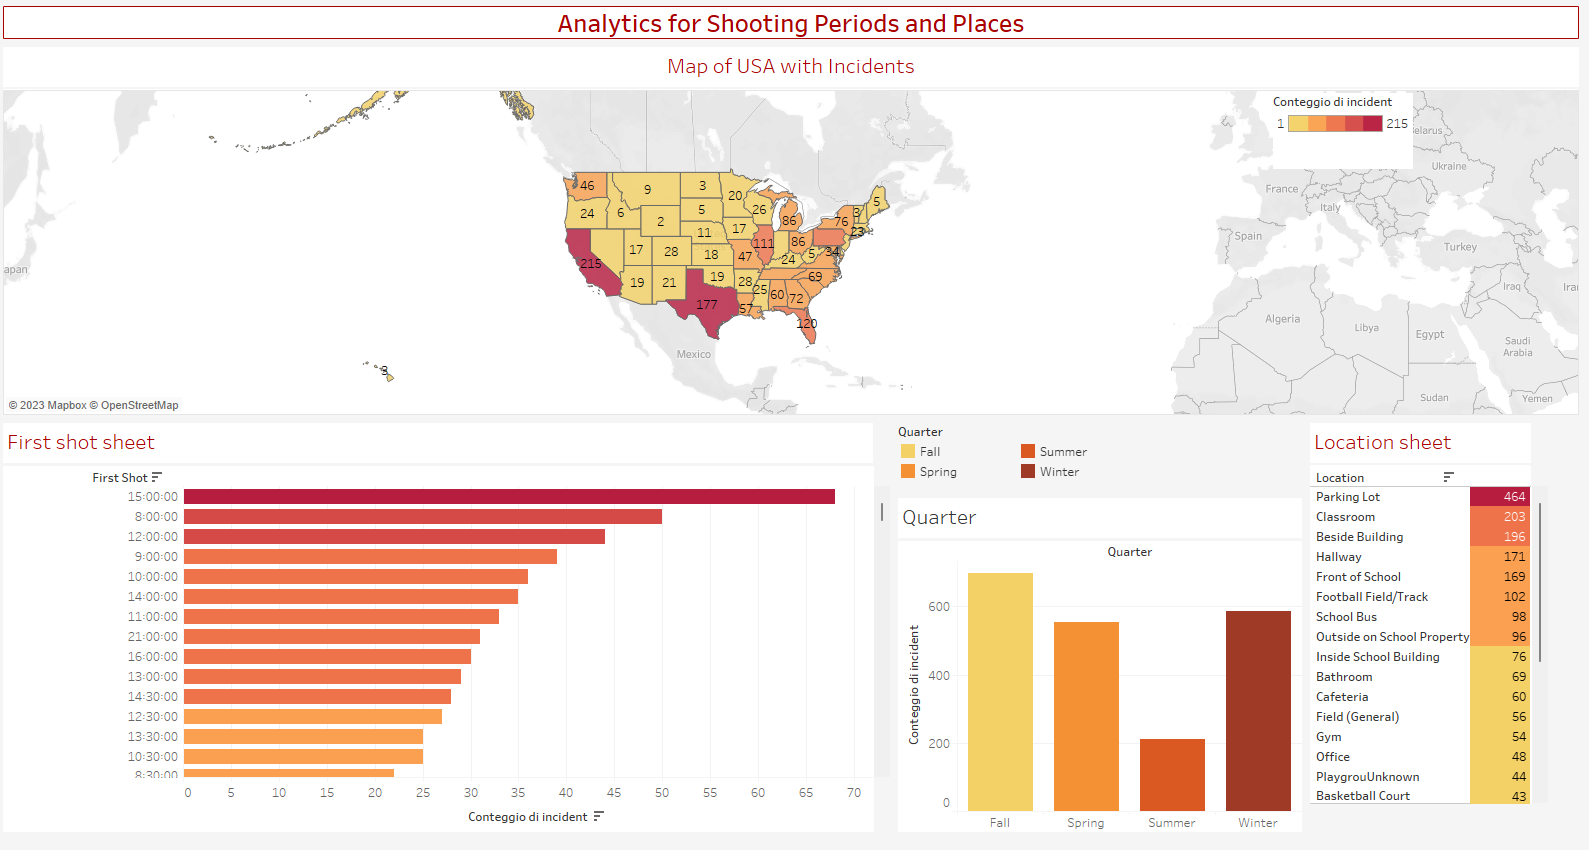 Analytics for Shooting Periods and Places
Map of USA with Incidents
Conteggio di incident
1 215
elarus
Ukraine
France
Italy
Spain
Turkey
Iraq
Ira
Algeria
Libya
Egypt
Saudi
Arabia
Sudan
Yemen
apan
Mexico
46 9 3 20 26 86 76 3 5
24 6 2 5 11 17 111 86 23
215 17 28 18 47 24 5 34
19 21 19 28 25 60 72 69
177 57 120
3
© 2023 Mapbox © OpenStreetMap
First shot sheet
First Shot
15:00:00
8:00:00
12:00:00
9:00:00
10:00:00
14:00:00
11:00:00
21:00:00
16:00:00
13:00:00
14:30:00
12:30:00
13:30:00
10:30:00
8:30:00
0 5 10 15 20 25 30 35 40 45 50 55 60 65 70
Conteggio di incident
Quarter
Fall Summer
Spring Winter
Quarter
Quarter
Conteggio di incident
600
400
200
0
Fall Spring Summer Winter
Location sheet
Location
Parking Lot 464
Classroom 203
Beside Building 196
Hallway 171
Front of School 169
Football Field/Track 102
School Bus 98
Outside on School Property 96
Inside School Building 76
Bathroom 69
Cafeteria 60
Field (General) 56
Gym 54
Office 48
PlaygrouUnknown 44
Basketball Court 43